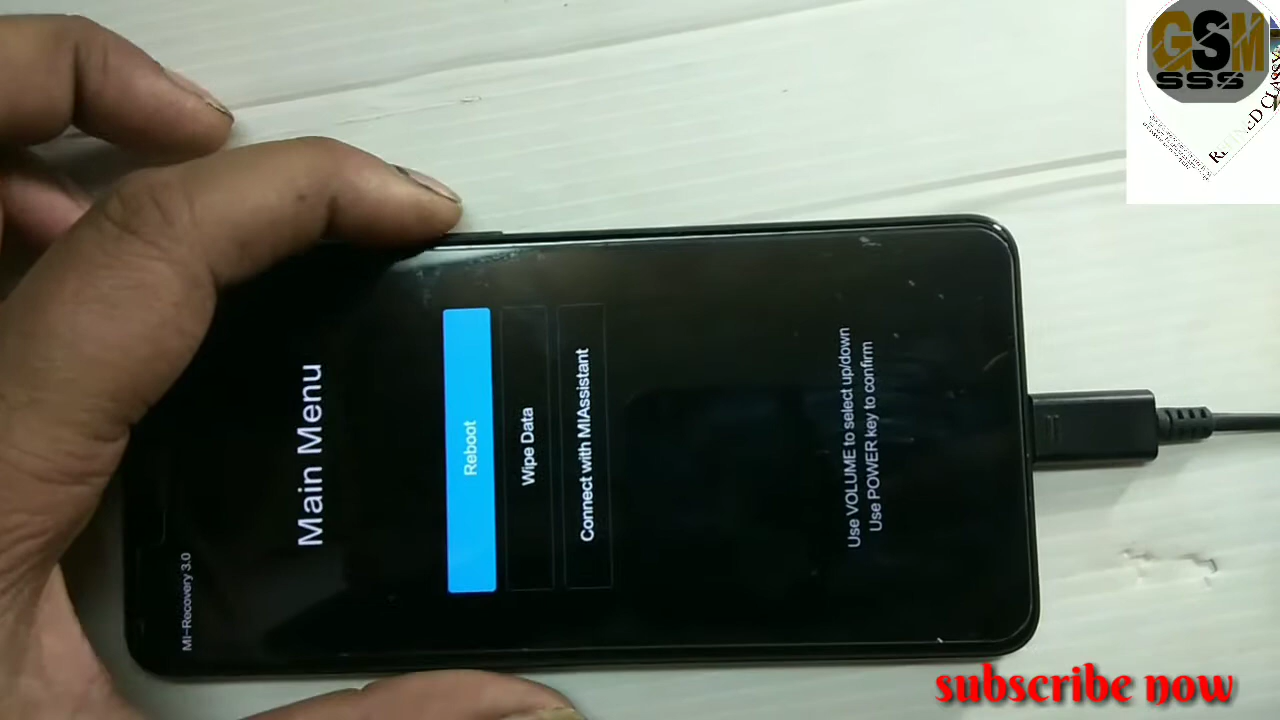 MI-Recovery 3.0
Main Menu
Reboot
Wipe Data
Connect with MIAssistant
Use VOLUME to select up/down
Use POWER key to confirm
GSM
SSS
subscribe now